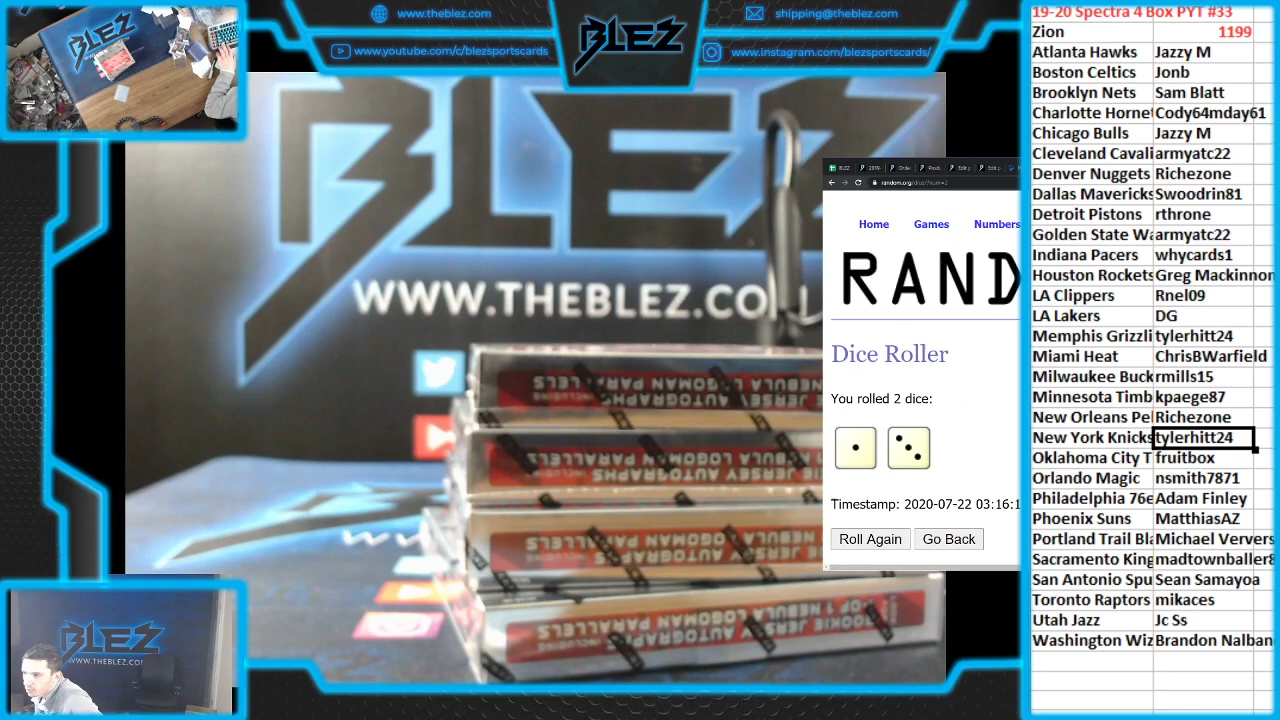 www.theblez.com
www.youtube.com/c/blezsportscards
BLEZ
shipping@theblez.com
www.instagram.com/blezsportscards/
BLEZ
WWW.THEBLEZ.CO
random.org/dice/?num=2
Home Games Numbers
RAND
Dice Roller
You rolled 2 dice:
Timestamp: 2020-07-22 03:16:1
Roll Again Go Back
BLEZ
WWW.THEBLEZ.CO
19-20 Spectra 4 Box PYT #33
Zion 1199
Atlanta Hawks Jazzy M
Boston Celtics Jonb
Brooklyn Nets Sam Blatt
Charlotte Hornet Cody64mday61
Chicago Bulls Jazzy M
Cleveland Cavali armyatc22
Denver Nuggets Richezone
Dallas Mavericks Swoodrin81
Detroit Pistons rthrone
Golden State Wa armyatc22
Indiana Pacers whycards1
Houston Rockets Greg Mackinnon
LA Clippers Rnel09
LA Lakers DG
Memphis Grizzli tylerhitt24
Miami Heat ChrisBWarfield
Milwaukee Buck rmills15
Minnesota Timb kpaege87
New Orleans Pel Richezone
New York Knicks tylerhitt24
Oklahoma City T fruitbox
Orlando Magic nsmith7871
Philadelphia 76e Adam Finley
Phoenix Suns MatthiasAZ
Portland Trail Bla Michael Ververs
Sacramento King madtownballer8
San Antonio Spu Sean Samayoa
Toronto Raptors mikaces
Utah Jazz Jc Ss
Washington Wiz Brandon Nalban